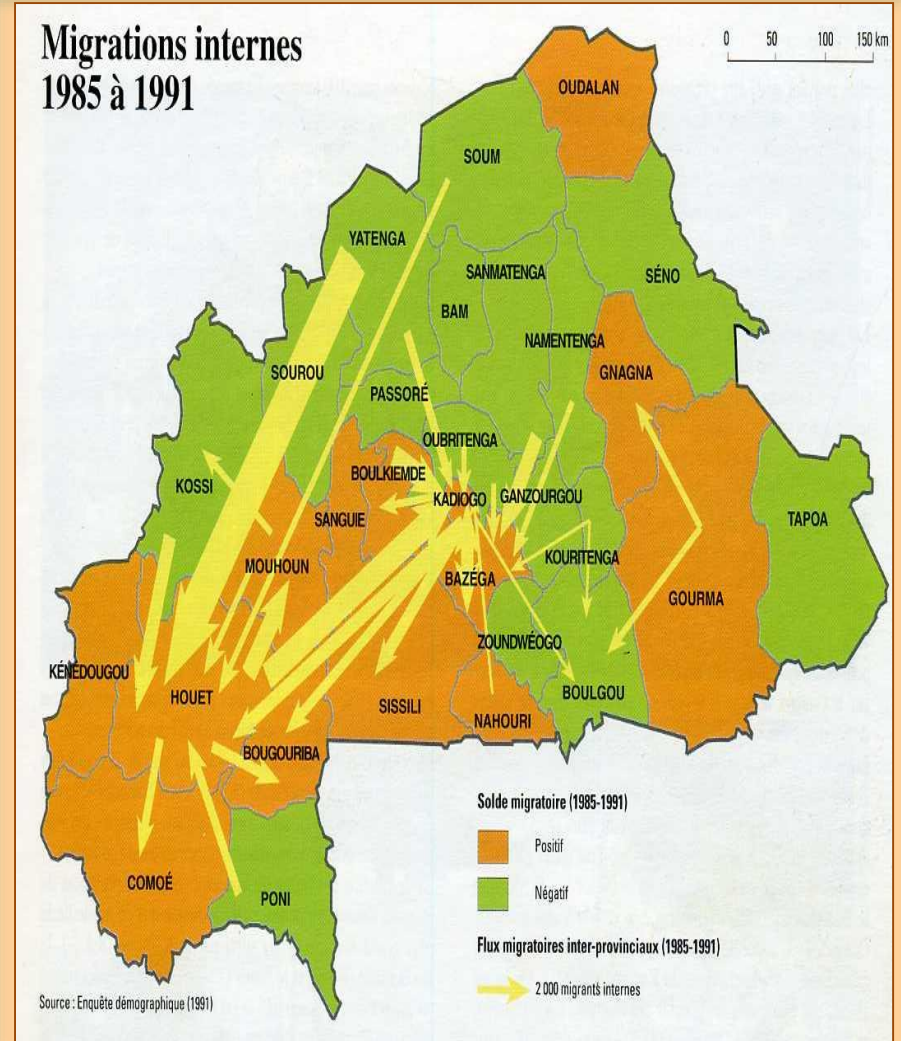 Migrations internes
1985 à 1991
0 50 100 150 km
OUDALAN
SOUM
YATENGA
SANMATENGA
SÉNO
BAM
NAMENTENGA
SOUROU
GNAGNA
PASSORÉ
OUBRITENGA
BOULKIEMDE
KOSSI
KADIOGO
GANZOURGOU
SANGUIE
TAPOA
KOURITENGA
MOUHOUN
BAZÉGA
GOURMA
ZOUNDWÉOGO
KÉNÉDOUGOU
HOUET
BOULGOU
SISSILI
NAHOURI
BOUGOURIBA
COMOÉ
PONI
Solde migratoire (1985-1991)
Positif
Négatif
Flux migratoires inter-provinciaux (1985-1991)
2 000 migrants internes
Source : Enquête démographique (1991)